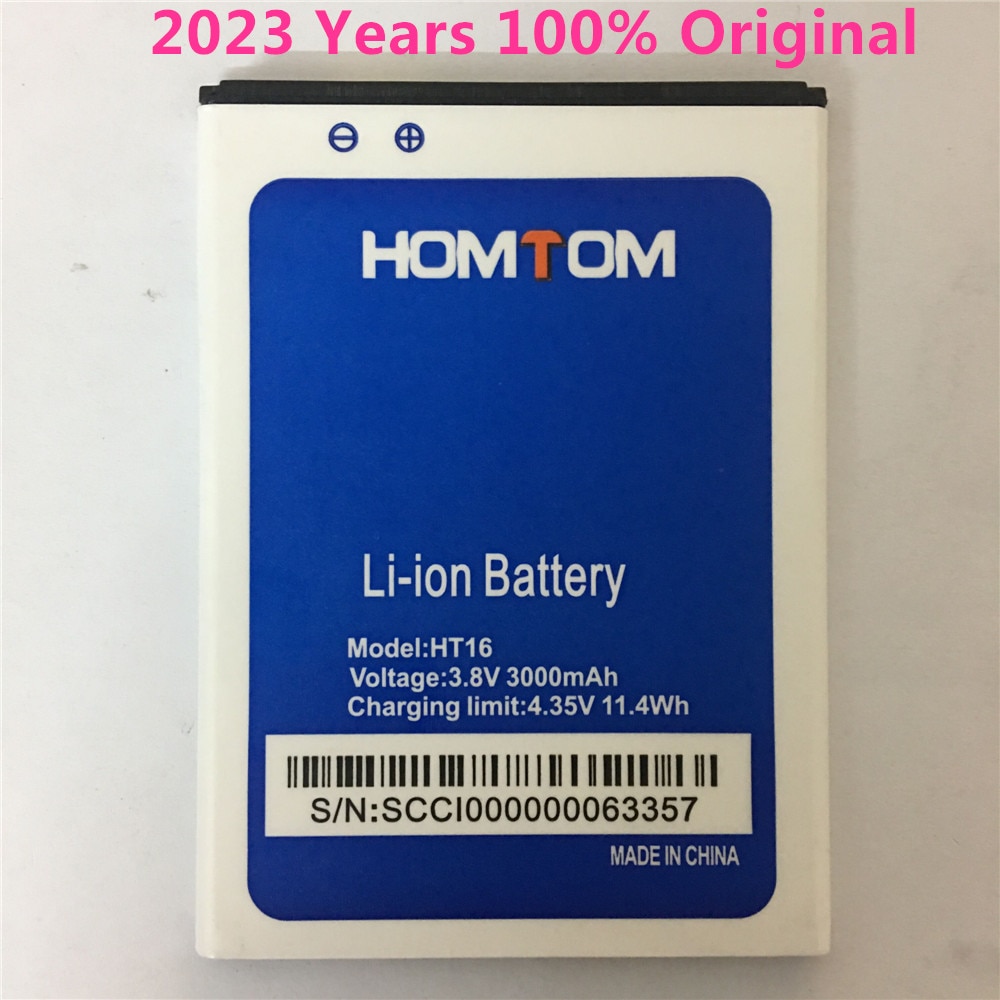 2023 Years 100% Original
HOMTOM
Li-ion Battery
Model:HT16
Voltage:3.8V 3000mAh
Charging limit:4.35V 11.4Wh
S/N:SCCI000000063357
MADE IN CHINA